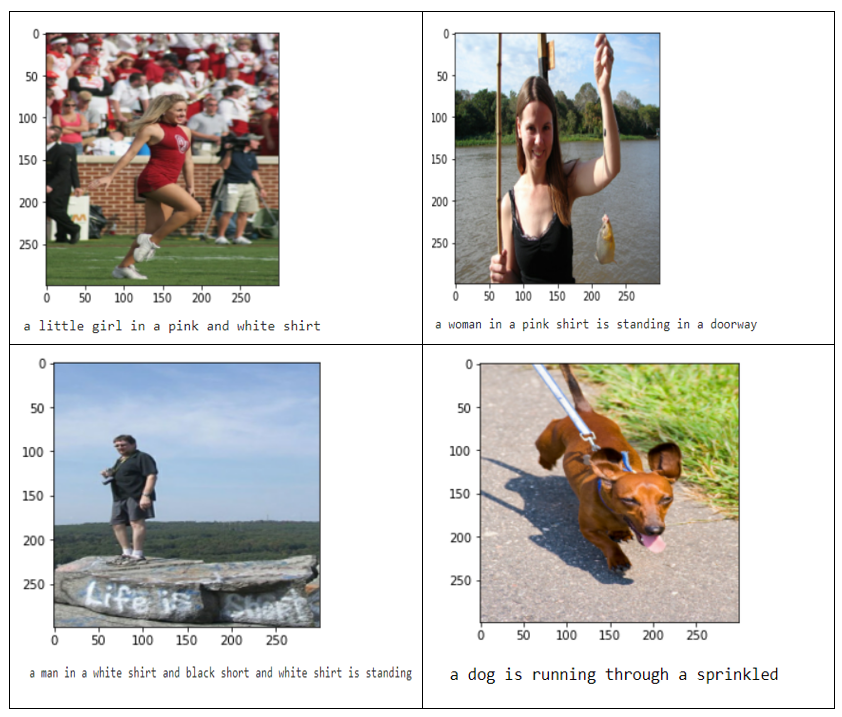 0
50
100
150
200
250
0 50 100 150 200 250
a little girl in a pink and white shirt
0
50
100
150
200
250
0 50 100 150 200 250
a woman in a pink shirt is standing in a doorway
0
50
100
150
200
250
Life is Short
0 50 100 150 200 250
a man in a white shirt and black short and white shirt is standing
0
50
100
150
200
250
0 50 100 150 200 250
a dog is running through a sprinkled